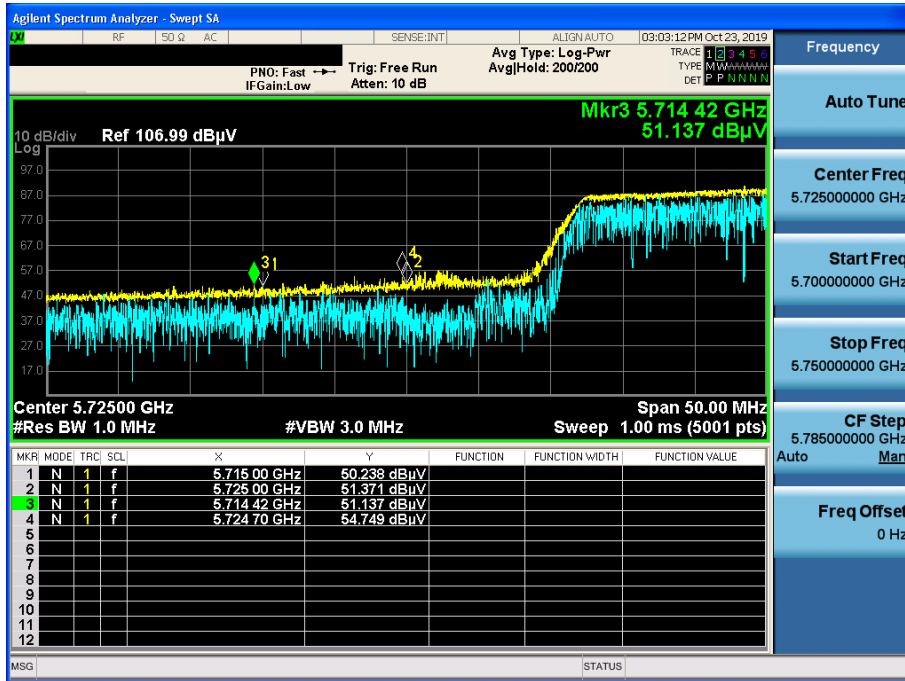 Agilent Spectrum Analyzer - Swept SA
LXI RF 50 Ω AC SENSE:INT ALIGN AUTO 03:03:12 PM Oct 23, 2019
PNO: Fast Trig: Free Run Avg Type: Log-Pwr TRACE 1 2 3 4 5 6
IFGain:Low Atten: 10 dB Avg|Hold: 200/200 TYPE M W
DET P P N N N N
Mkr3 5.714 42 GHz
51.137 dBµV
10 dB/div Ref 106.99 dBµV
Log
97.0
87.0
77.0
67.0
57.0
47.0
37.0
27.0
17.0
3 1
4
2
Center 5.72500 GHz Span 50.00 MHz
#Res BW 1.0 MHz #VBW 3.0 MHz Sweep 1.00 ms (5001 pts)
MKR MODE TRC SCL X Y FUNCTION FUNCTION WIDTH FUNCTION VALUE
1 N 1 f 5.715 00 GHz 50.238 dBµV
2 N 1 f 5.725 00 GHz 51.371 dBµV
3 N 1 f 5.714 42 GHz 51.137 dBµV
4 N 1 f 5.724 70 GHz 54.749 dBµV
5
6
7
8
9
10
11
12
MSG STATUS
Frequency
Auto Tune
Center Freq
5.725000000 GHz
Start Freq
5.700000000 GHz
Stop Freq
5.750000000 GHz
CF Step
5.785000000 GHz
Auto Man
Freq Offset
0 Hz